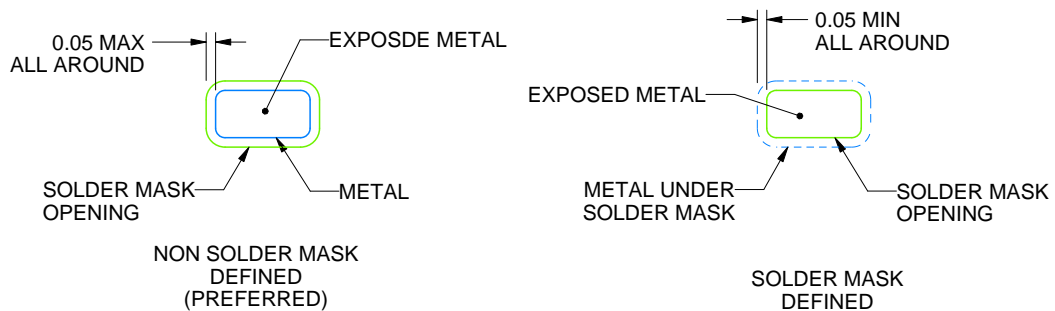 0.05 MAX
ALL AROUND
EXPOSDE METAL
SOLDER MASK
OPENING
METAL
NON SOLDER MASK
DEFINED
(PREFERRED)
0.05 MIN
ALL AROUND
EXPOSED METAL
METAL UNDER
SOLDER MASK
SOLDER MASK
OPENING
SOLDER MASK
DEFINED